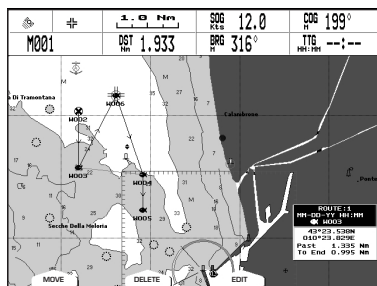 1.0 Nm
SOG Kts 12.0
COG M 199°
M001
DST Nm 1.933
BRG M 316°
TTG HH:MM --:--
a Di Tramontana
W006
W002
Calambrone
W003
W004
W005
Secche Della Meloria
Ponte
ROUTE:1
MM-DD-YY HH:MM
W003
43°23.538N
010°23.829E
Past 1.335 Nm
To End 0.995 Nm
MOVE
DELETE
EDIT